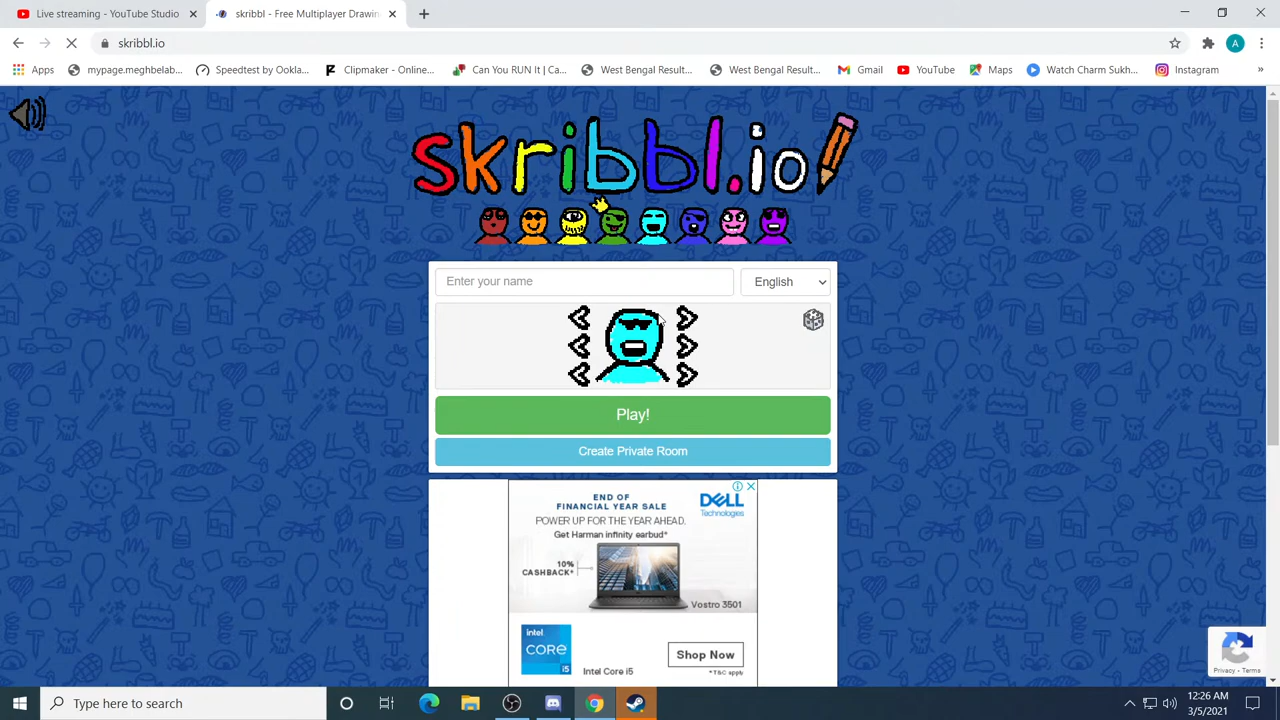 Live streaming - YouTube Studio
skribbl - Free Multiplayer Drawin
skribbl.io
Apps
mypage.meghbelab...
Speedtest by Ookla...
Clipmaker - Online...
Can You RUN It | Ca...
West Bengal Result...
West Bengal Result...
Gmail
YouTube
Maps
Watch Charm Sukh...
Instagram
»
A
skribbl.io
Enter your name
English
Play!
Create Private Room
END OF
FINANCIAL YEAR SALE
POWER UP FOR THE YEAR AHEAD.
Get Harman infinity earbud*
10%
CASHBACK*
DELL
Technologies
Vostro 3501
intel
CORE
i5
Intel Core i5
Shop Now
*T&C apply
Privacy - Terms
Type here to search
12:26 AM
3/5/2021